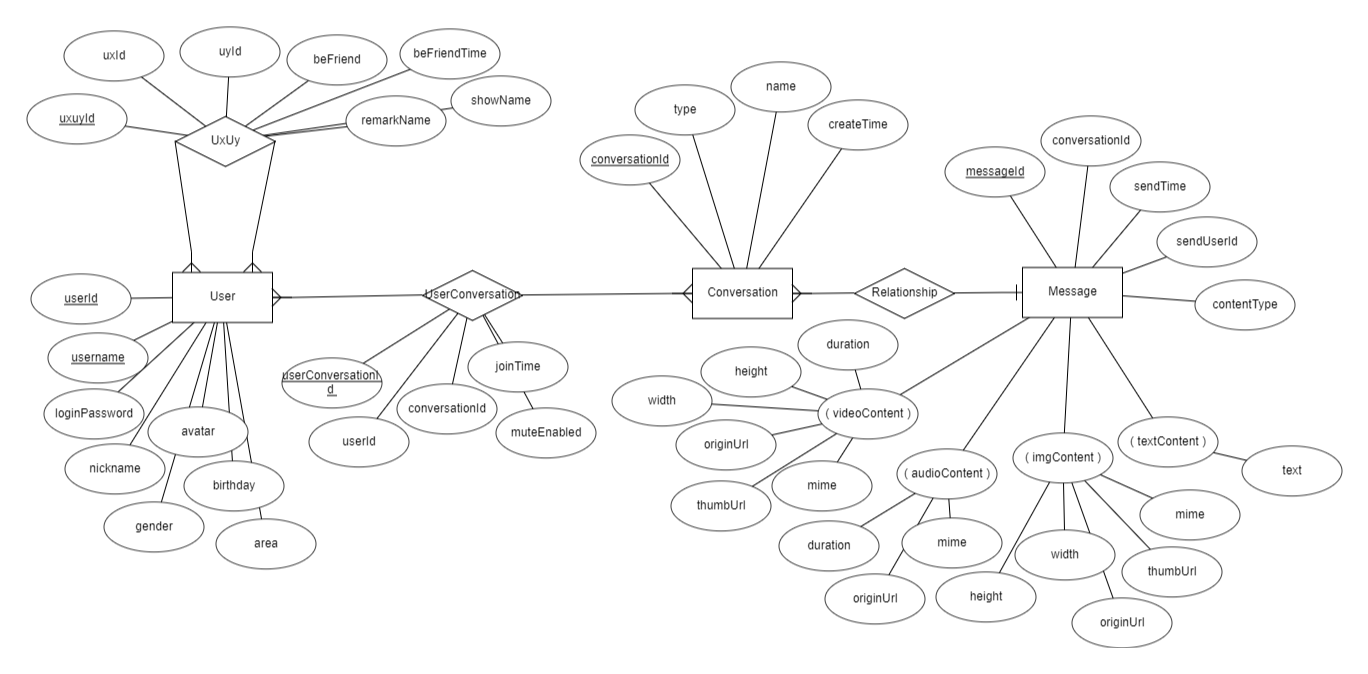 uxId
uyId
beFriend
beFriendTime
showName
remarkName
uxuyId
UxUy
type
name
createTime
conversationId
messageId
conversationId
sendTime
sendUserId
contentType
userId
User
UserConversation
Conversation
Relationship
Message
username
loginPassword
nickname
gender
avatar
birthday
area
userConversationI
d
userId
conversationId
joinTime
muteEnabled
duration
height
width
( videoContent )
originUrl
thumbUrl
mime
( audioContent )
duration
originUrl
mime
( imgContent )
height
width
originUrl
thumbUrl
mime
( textContent )
text